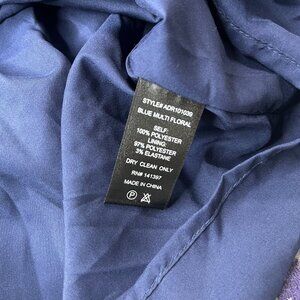 STYLE# ADR101039
BLUE MULTI FLORAL
SELF:
100% POLYESTER
LINING:
97% POLYESTER
3% ELASTANE
DRY CLEAN ONLY
RN# 141397
MADE IN CHINA
P